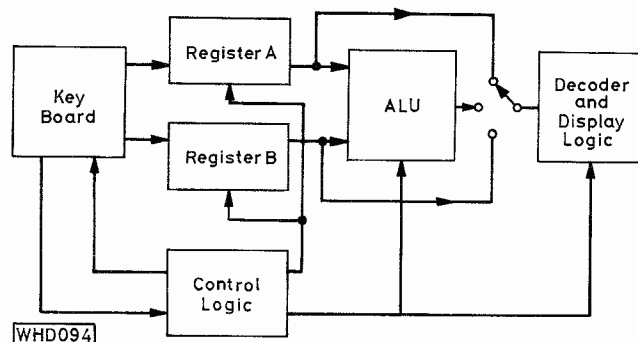 Key
Board
Register A
Register B
Control
Logic
ALU
Decoder
and
Display
Logic
WHD094